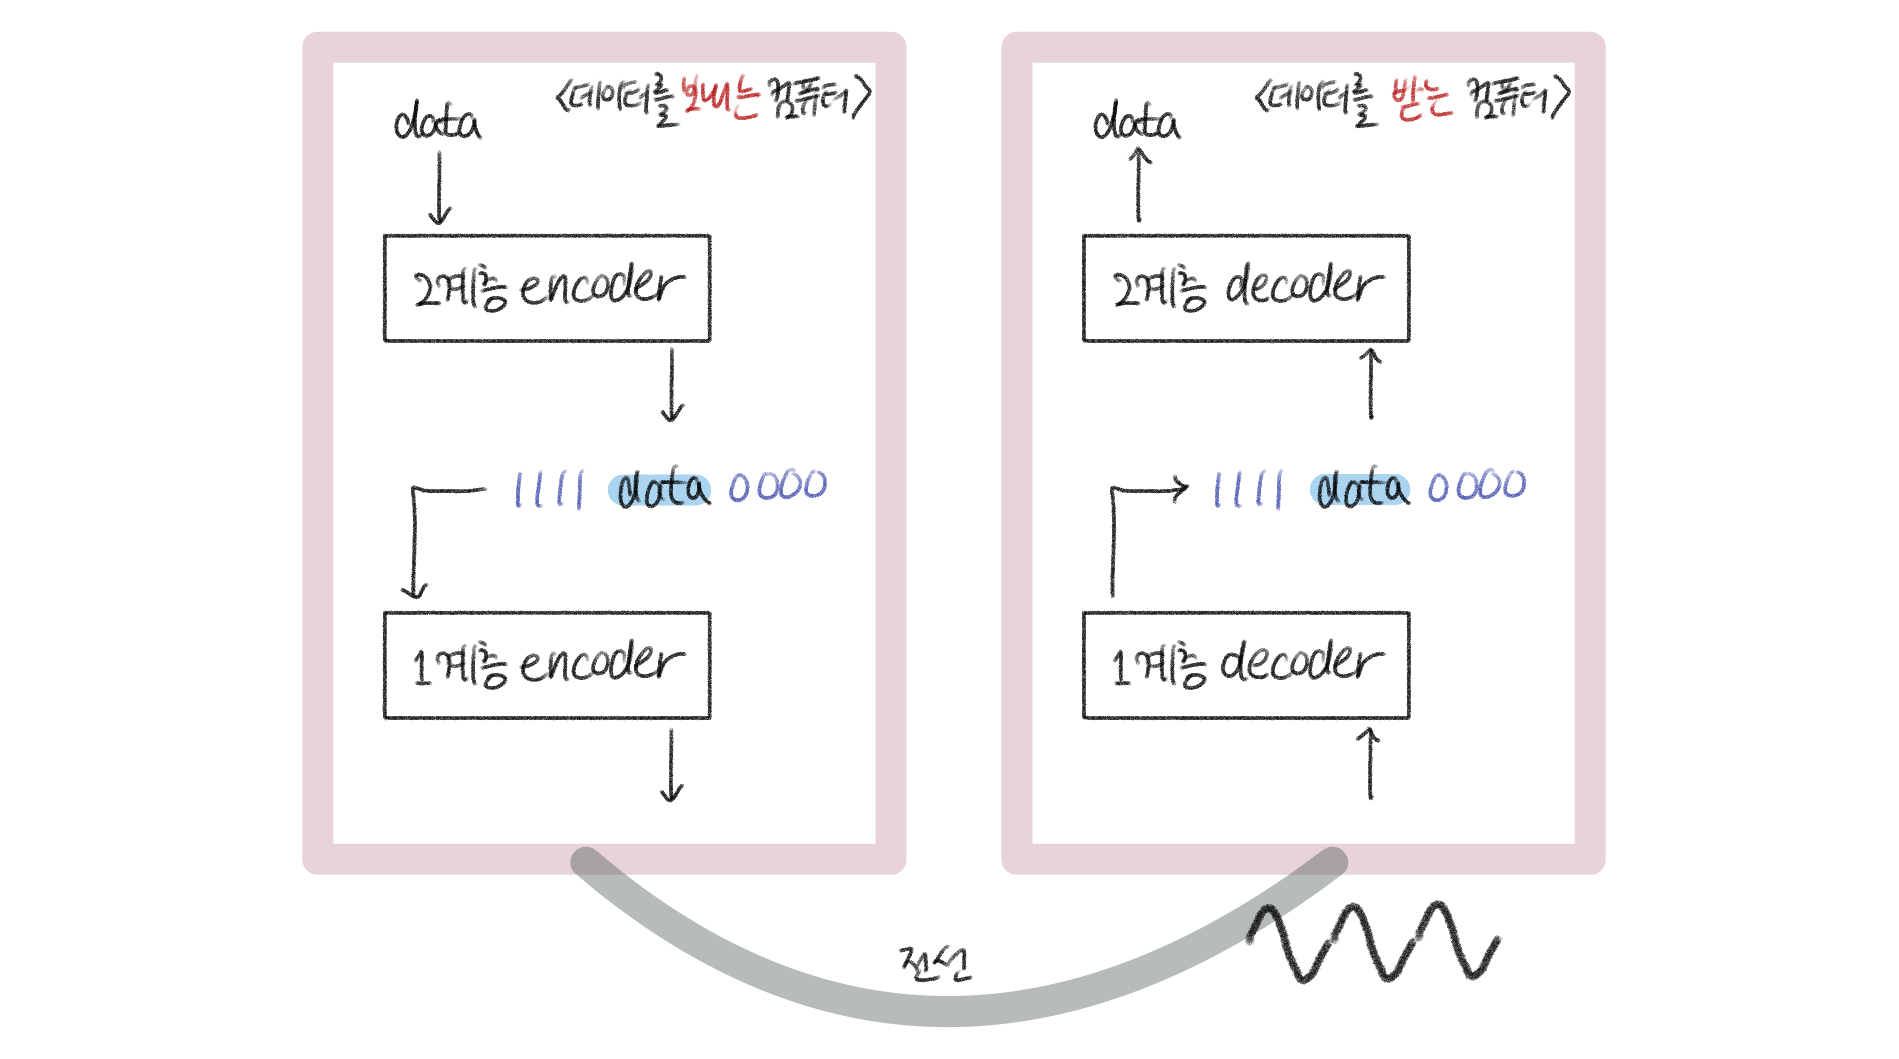 <데이터를 보내는 컴퓨터>
data
2계층 encoder
1111 data 0000
1계층 encoder
<데이터를 받는 컴퓨터>
data
2계층 decoder
1111 data 0000
1계층 decoder
전선